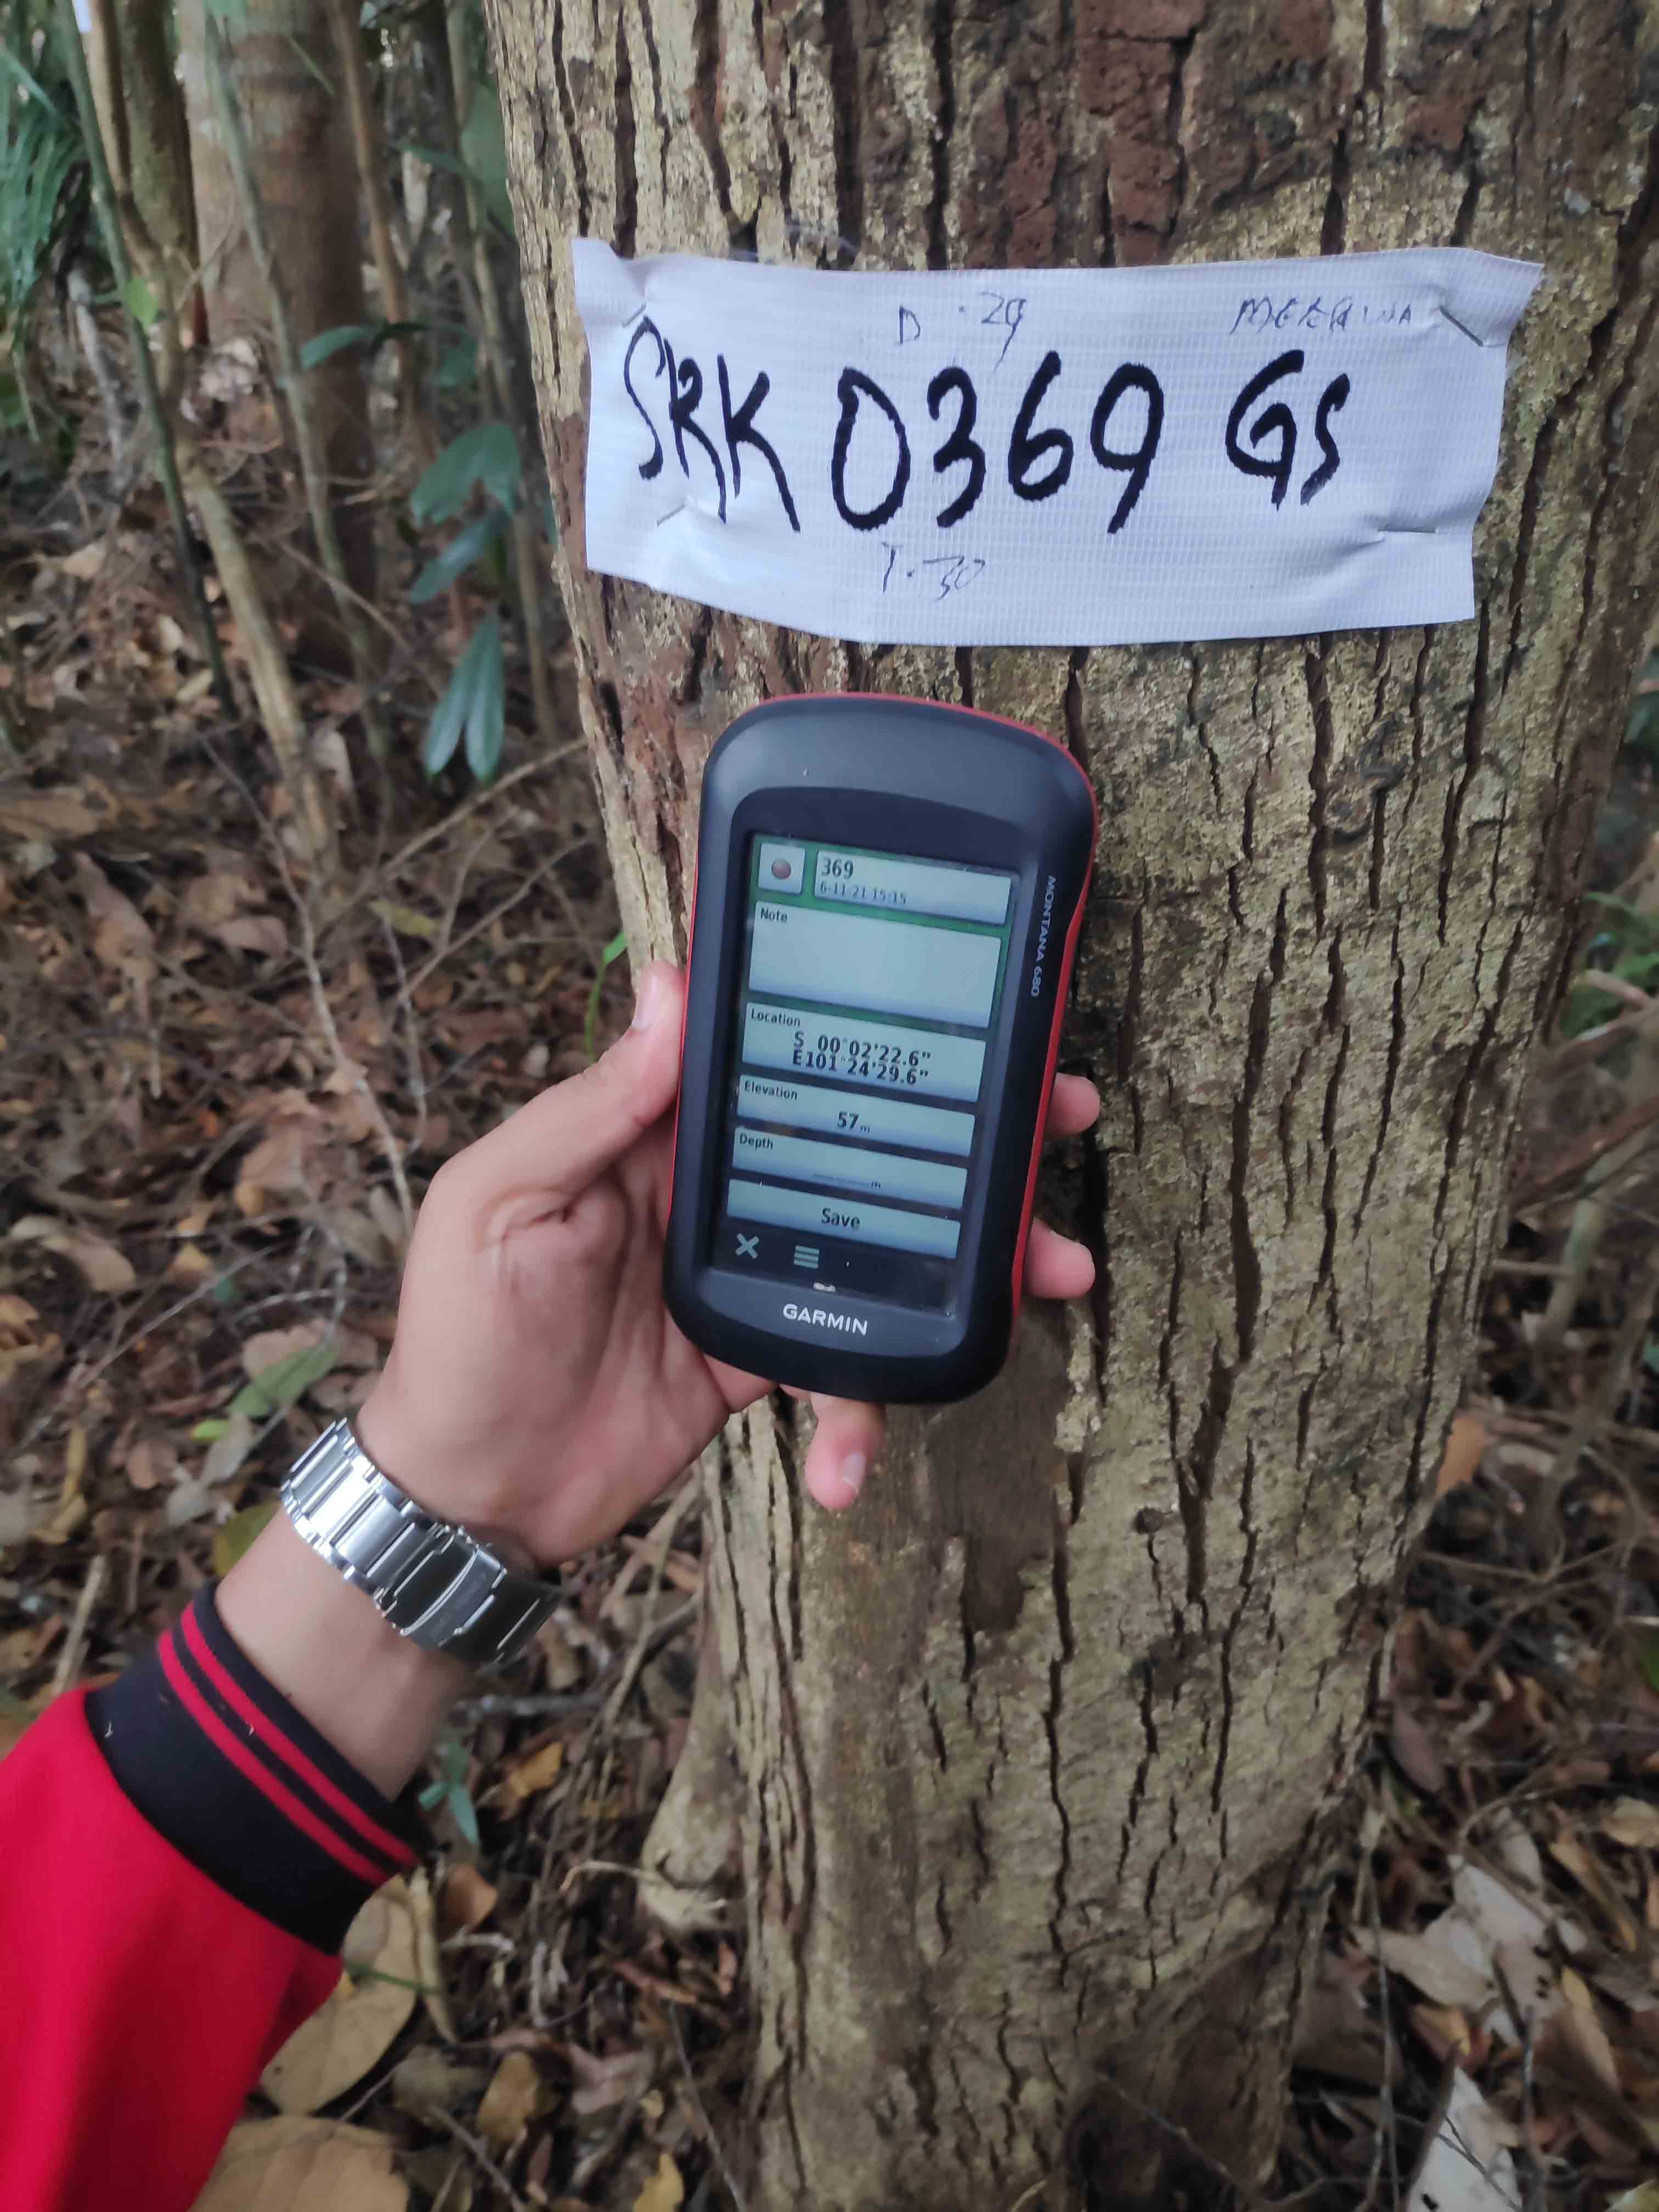 D . 29
SRK 0369 GS
T. 30
369
6-11-21 15:15
Note
Location
S 00°02'22.6"
E101°24'29.6"
Elevation
57m
Depth
_______m
Save
GARMIN
MONTANA 680